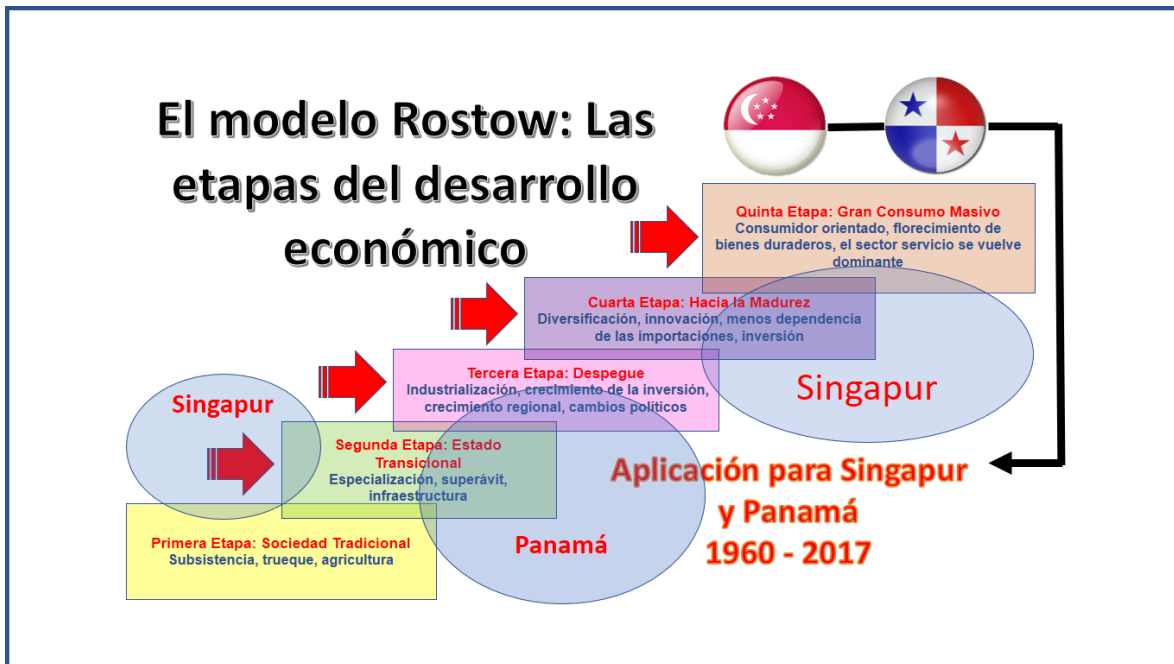 El modelo Rostow: Las
etapas del desarrollo
económico
Quinta Etapa: Gran Consumo Masivo
Consumidor orientado, florecimiento de
bienes duraderos, el sector servicio se vuelve
dominante
Cuarta Etapa: Hacia la Madurez
Diversificación, innovación, menos dependencia
de las importaciones, inversión
Tercera Etapa: Despegue
Industrialización, crecimiento de la inversión,
crecimiento regional, cambios políticos
Singapur
Singapur
Segunda Etapa: Estado
Transicional
Especialización, superávit,
infraestructura
Primera Etapa: Sociedad Tradicional
Subsistencia, trueque, agricultura
Panamá
Aplicación para Singapur
y Panamá
1960 - 2017